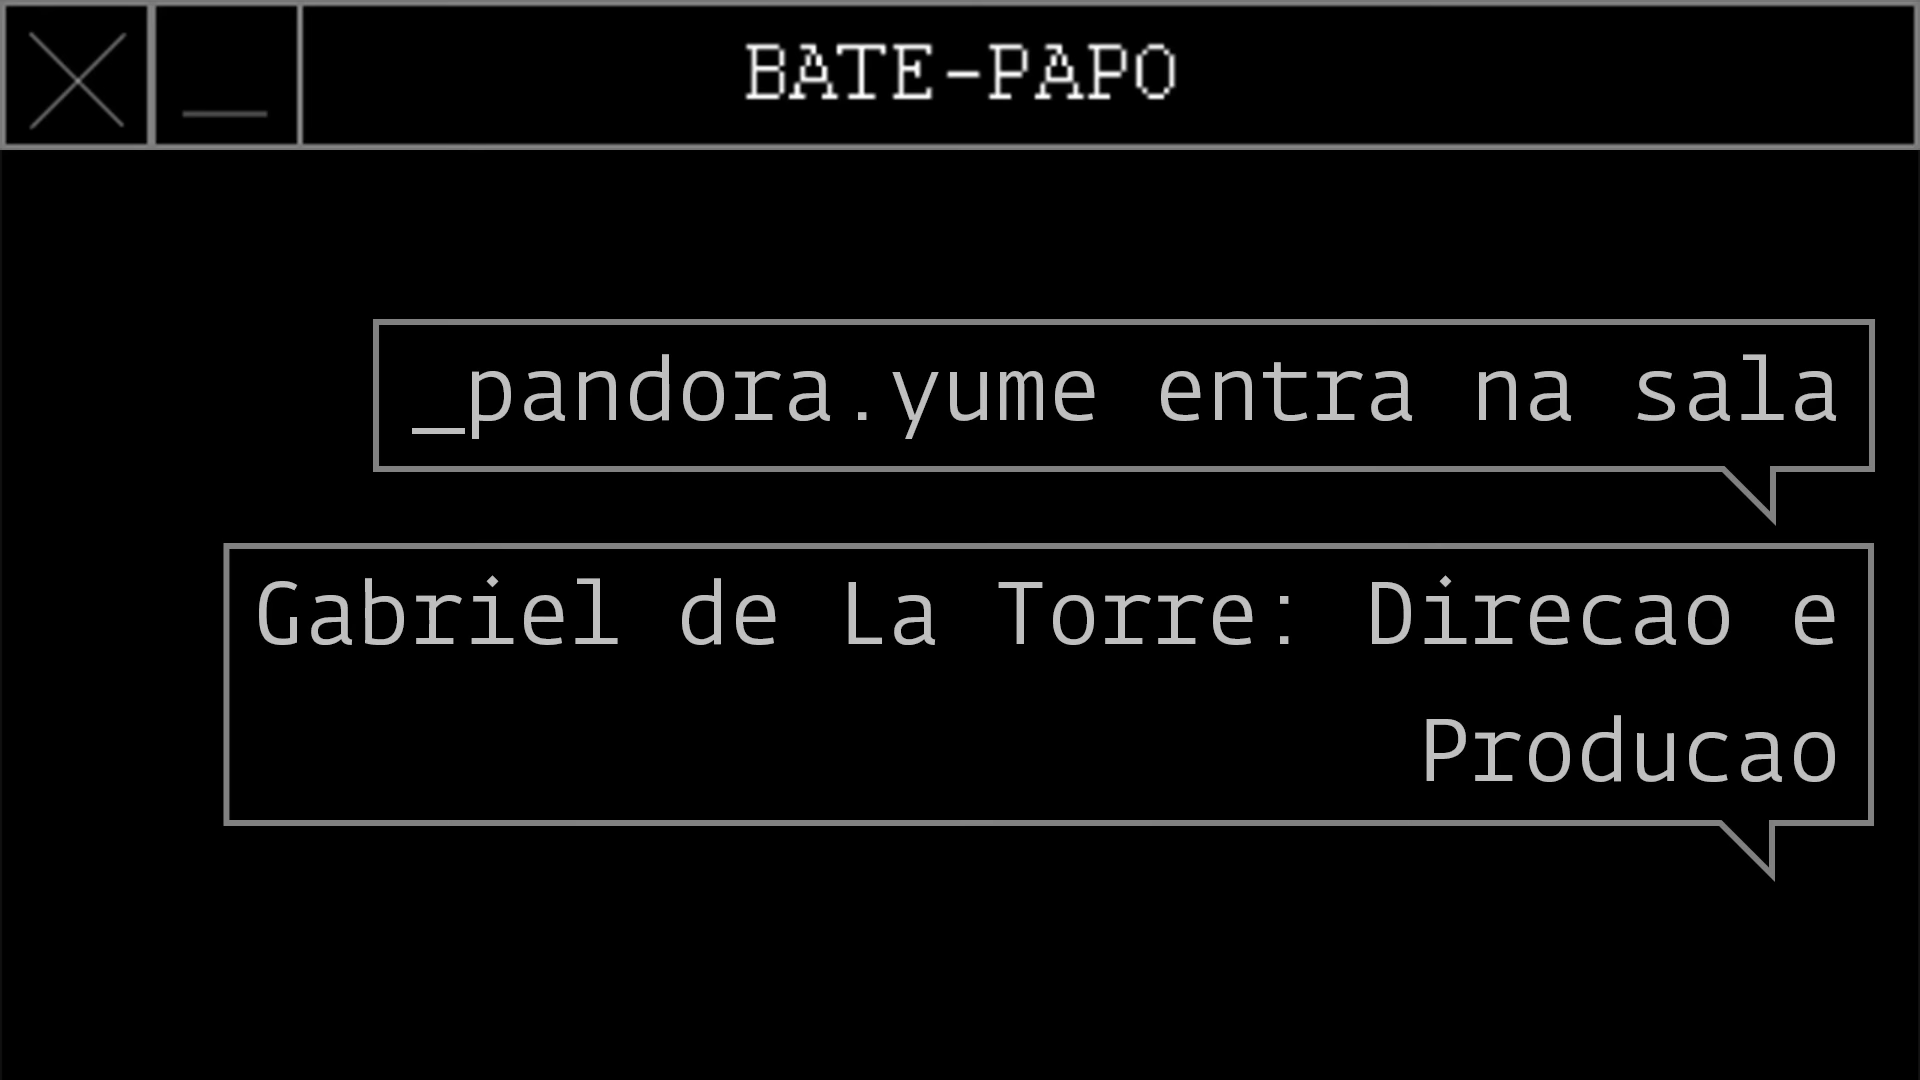 BATE-PAPO
_pandora.yume entra na sala
Gabriel de La Torre: Direcao e
Producao